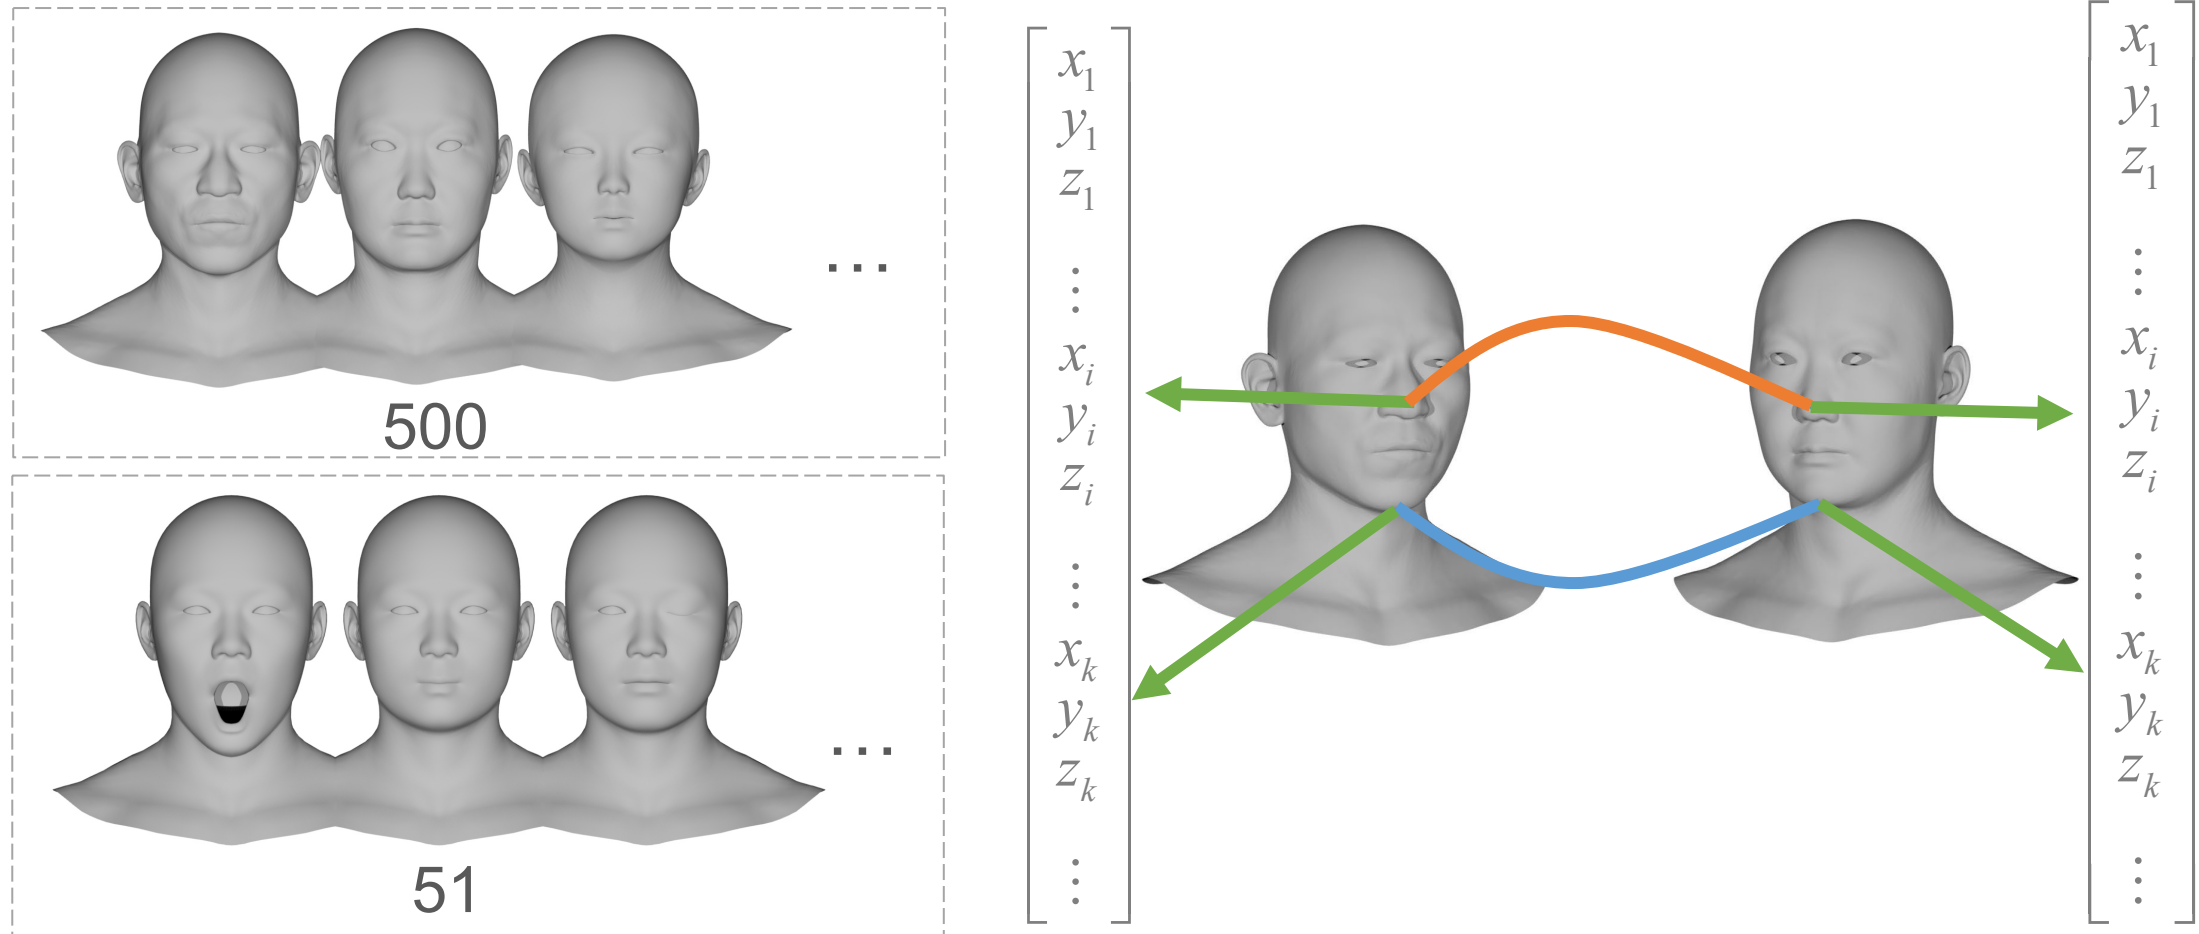 ...
500
...
51
x₁
y₁
z₁
⋮
xᵢ
yᵢ
zᵢ
⋮
xₖ
yₖ
zₖ
⋮
x₁
y₁
z₁
⋮
xᵢ
yᵢ
zᵢ
⋮
xₖ
yₖ
zₖ
⋮